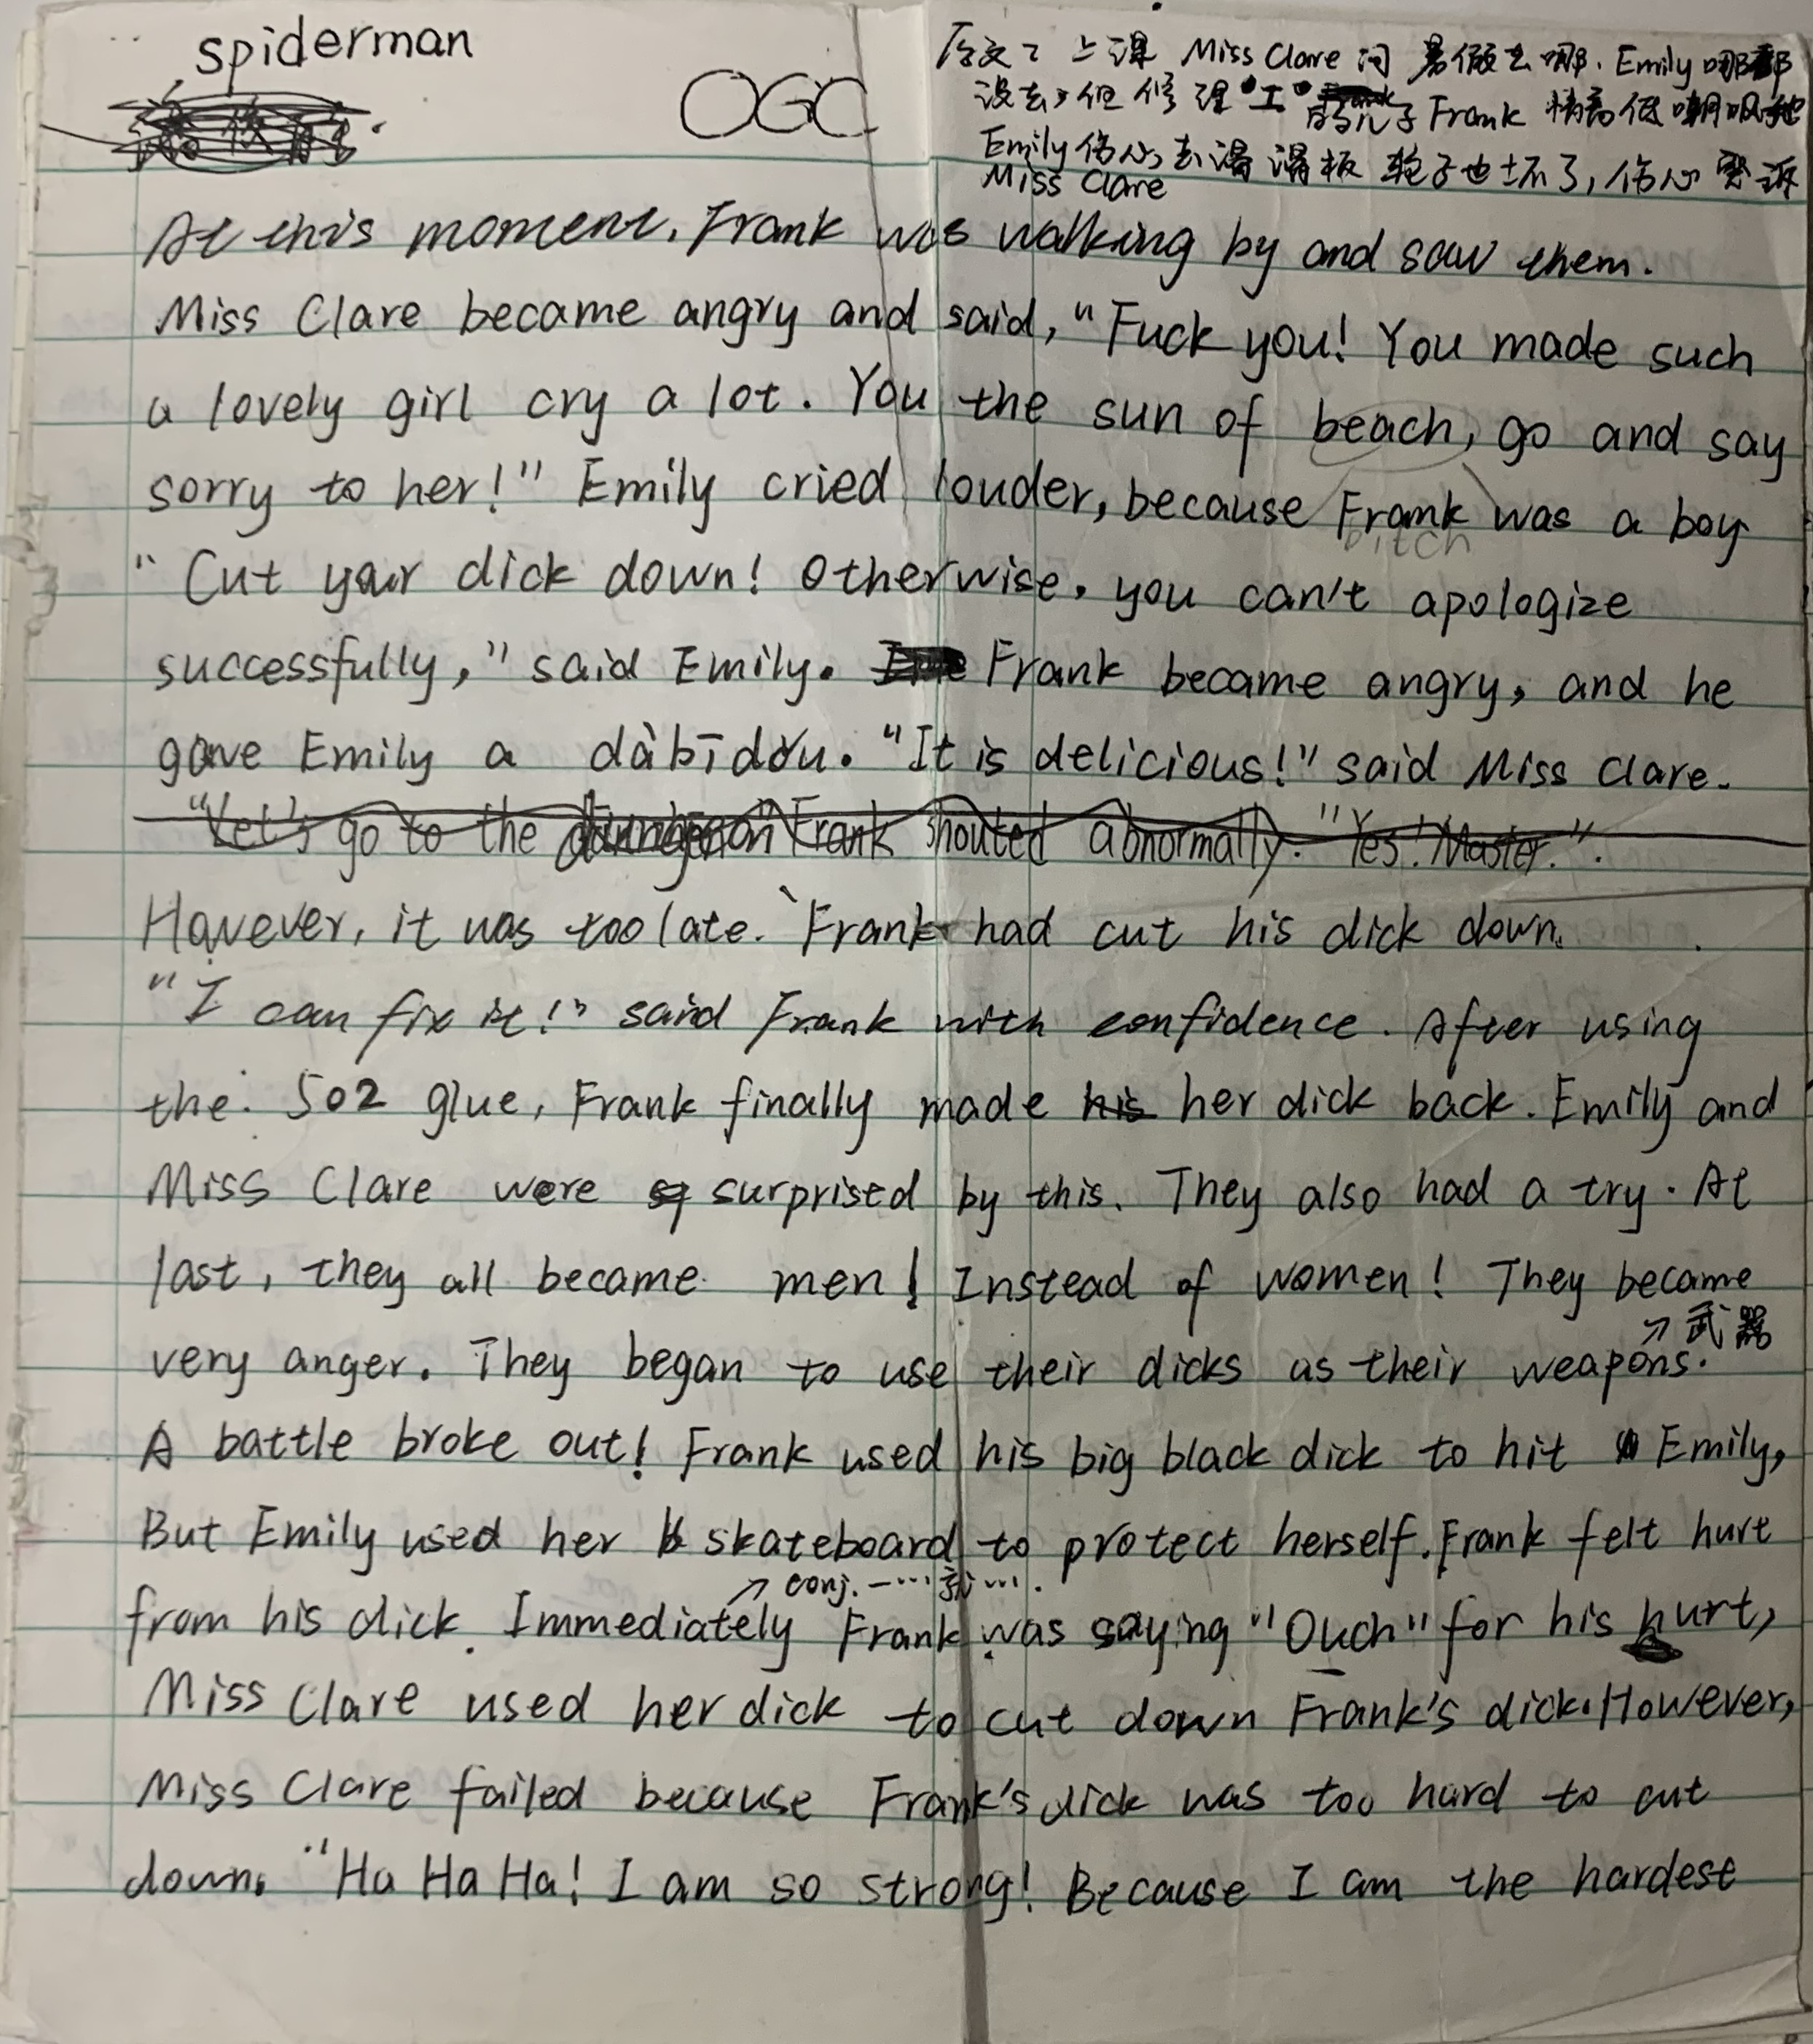 spiderman
OGC
原文: 上课 Miss Clare 问 暑假去哪. Emily 哪都
没去, 但修理"工" 的儿子 Frank 情商低 嘲讽她
Emily 伤心, 去滑滑板 轮子也坏了, 伤心 告诉
Miss Clare
At this moment, Frank was walking by and saw them.
Miss Clare became angry and said, "Fuck you! You made such
a lovely girl cry a lot. You the sun of beach, go and say
sorry to her!" Emily cried louder, because Frank was a boy
bitch
"Cut your dick down! Otherwise, you can't apologize
successfully," said Emily. Frank became angry, and he
gave Emily a dàbīdòu. "It is delicious!" said Miss Clare.
"Let's go to the Frank shouted abnormally. "Yes! Master.".
However, it was too late. Frank had cut his dick down.
"I can fix it!" said Frank with confidence. After using
the 502 glue, Frank finally made his her dick back. Emily and
Miss Clare were surprised by this. They also had a try. At
last, they all became men! Instead of women! They became
→武器
very anger. They began to use their dicks as their weapons.
A battle broke out! Frank used his big black dick to hit Emily,
But Emily used her skateboard to protect herself. Frank felt hurt
→ conj. 一…就….
from his dick. Immediately Frank was saying "Ouch" for his hurt,
Miss Clare used her dick to cut down Frank's dick. However,
Miss Clare failed because Frank's dick was too hard to cut
down. "Ha Ha Ha! I am so strong! Because I am the hardest